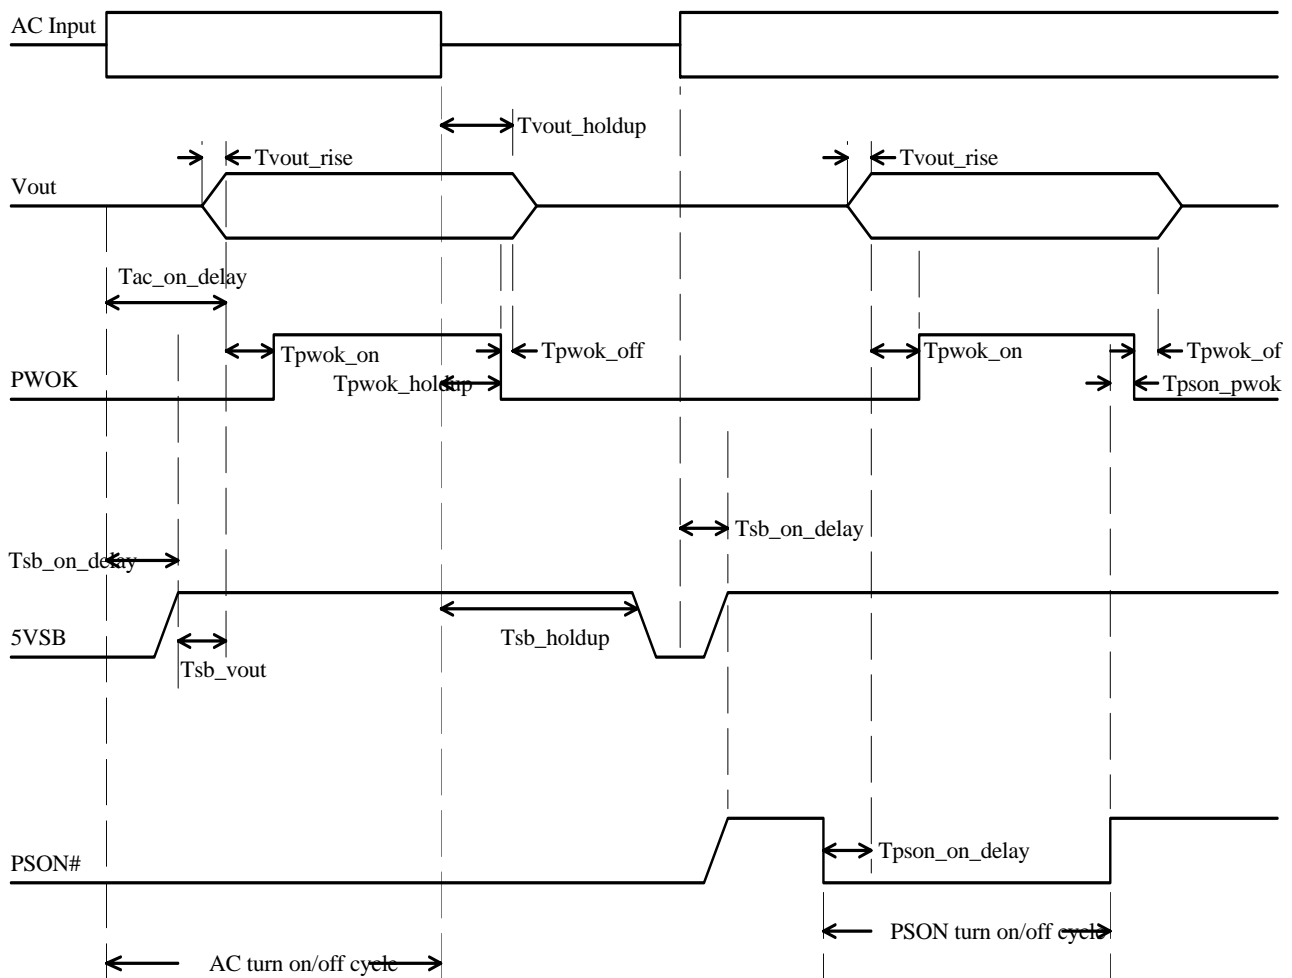 AC Input
Tvout_holdup
Tvout_rise
Tvout_rise
Vout
Tac_on_delay
Tpwok_on
Tpwok_off
Tpwok_on
Tpwok_of
PWOK
Tpwok_holdup
Tpson_pwok
Tsb_on_delay
Tsb_on_delay
5VSB
Tsb_holdup
Tsb_vout
PSON#
Tpson_on_delay
PSON turn on/off cycle
AC turn on/off cycle